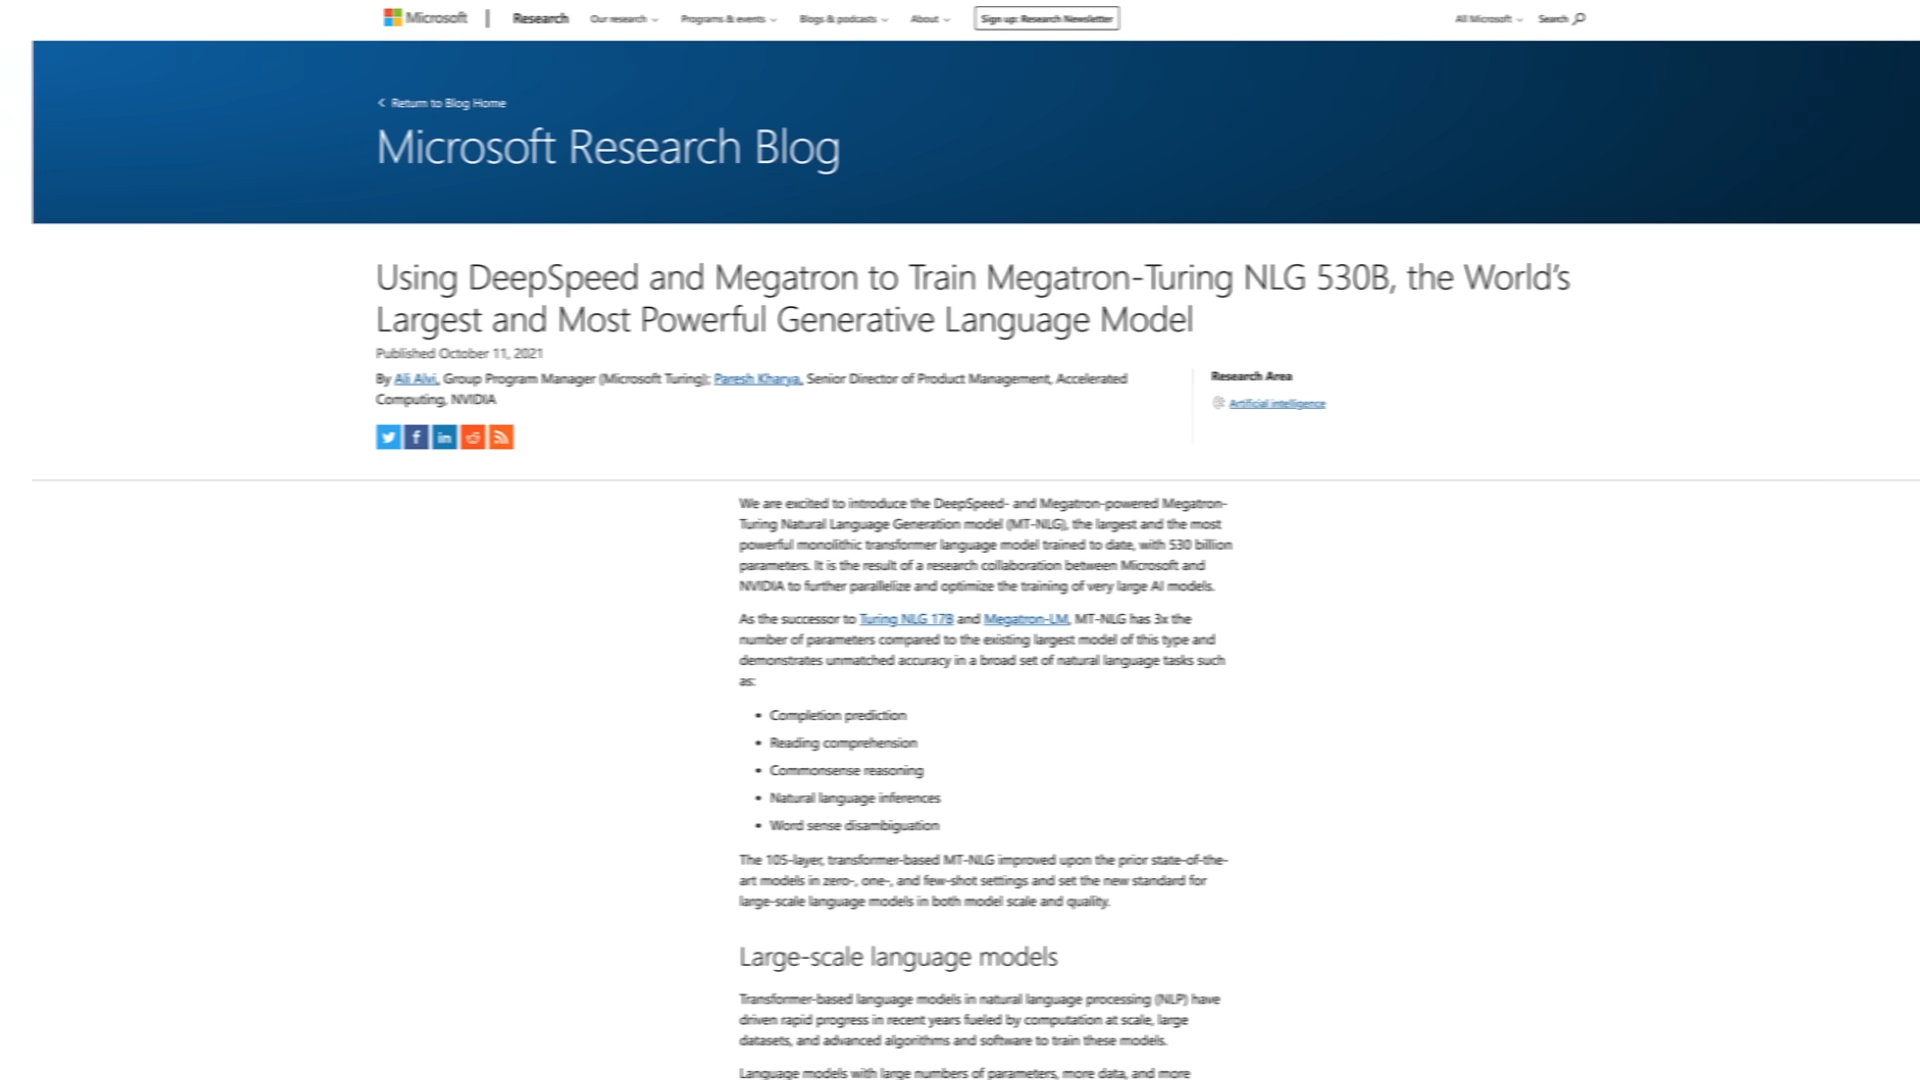 Microsoft | Research Our research Programs & events Blogs & podcasts About Sign up: Research Newsletter All Microsoft Search
Return to Blog Home
Microsoft Research Blog
Using DeepSpeed and Megatron to Train Megatron-Turing NLG 530B, the World's
Largest and Most Powerful Generative Language Model
Published October 11, 2021
By Ali Alvi, Group Program Manager (Microsoft Turing); Paresh Kharya, Senior Director of Product Management, Accelerated
Computing, NVIDIA
Research Area
Artificial intelligence
We are excited to introduce the DeepSpeed- and Megatron-powered Megatron-
Turing Natural Language Generation model (MT-NLG), the largest and the most
powerful monolithic transformer language model trained to date, with 530 billion
parameters. It is the result of a research collaboration between Microsoft and
NVIDIA to further parallelize and optimize the training of very large AI models.
As the successor to Turing NLG 17B and Megatron-LM, MT-NLG has 3x the
number of parameters compared to the existing largest model of this type and
demonstrates unmatched accuracy in a broad set of natural language tasks such
as:
• Completion prediction
• Reading comprehension
• Commonsense reasoning
• Natural language inferences
• Word sense disambiguation
The 105-layer, transformer-based MT-NLG improved upon the prior state-of-the-
art models in zero-, one-, and few-shot settings and set the new standard for
large-scale language models in both model scale and quality.
Large-scale language models
Transformer-based language models in natural language processing (NLP) have
driven rapid progress in recent years fueled by computation at scale, large
datasets, and advanced algorithms and software to train these models.
Language models with large numbers of parameters, more data, and more